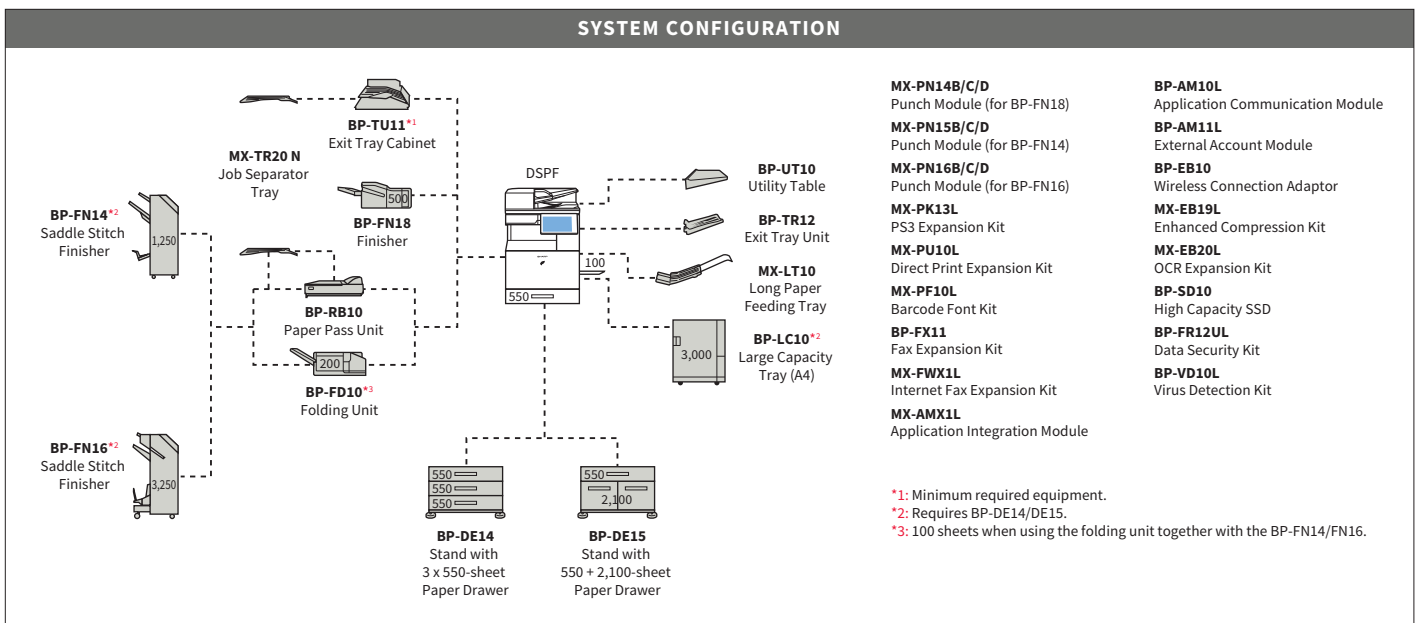 SYSTEM CONFIGURATION
BP-TU11*1
Exit Tray Cabinet
MX-TR20 N
Job Separator
Tray
500
BP-FN18
Finisher
BP-FN14*2
Saddle Stitch
Finisher
1,250
BP-RB10
Paper Pass Unit
200
BP-FD10*3
Folding Unit
BP-FN16*2
Saddle Stitch
Finisher
3,250
DSPF
100
550
BP-UT10
Utility Table
BP-TR12
Exit Tray Unit
MX-LT10
Long Paper
Feeding Tray
3,000
BP-LC10*2
Large Capacity
Tray (A4)
550
550
550
BP-DE14
Stand with
3 x 550-sheet
Paper Drawer
550
2,100
BP-DE15
Stand with
550 + 2,100-sheet
Paper Drawer
MX-PN14B/C/D
Punch Module (for BP-FN18)
MX-PN15B/C/D
Punch Module (for BP-FN14)
MX-PN16B/C/D
Punch Module (for BP-FN16)
MX-PK13L
PS3 Expansion Kit
MX-PU10L
Direct Print Expansion Kit
MX-PF10L
Barcode Font Kit
BP-FX11
Fax Expansion Kit
MX-FWX1L
Internet Fax Expansion Kit
MX-AMX1L
Application Integration Module
BP-AM10L
Application Communication Module
BP-AM11L
External Account Module
BP-EB10
Wireless Connection Adaptor
MX-EB19L
Enhanced Compression Kit
MX-EB20L
OCR Expansion Kit
BP-SD10
High Capacity SSD
BP-FR12UL
Data Security Kit
BP-VD10L
Virus Detection Kit
*1: Minimum required equipment.
*2: Requires BP-DE14/DE15.
*3: 100 sheets when using the folding unit together with the BP-FN14/FN16.